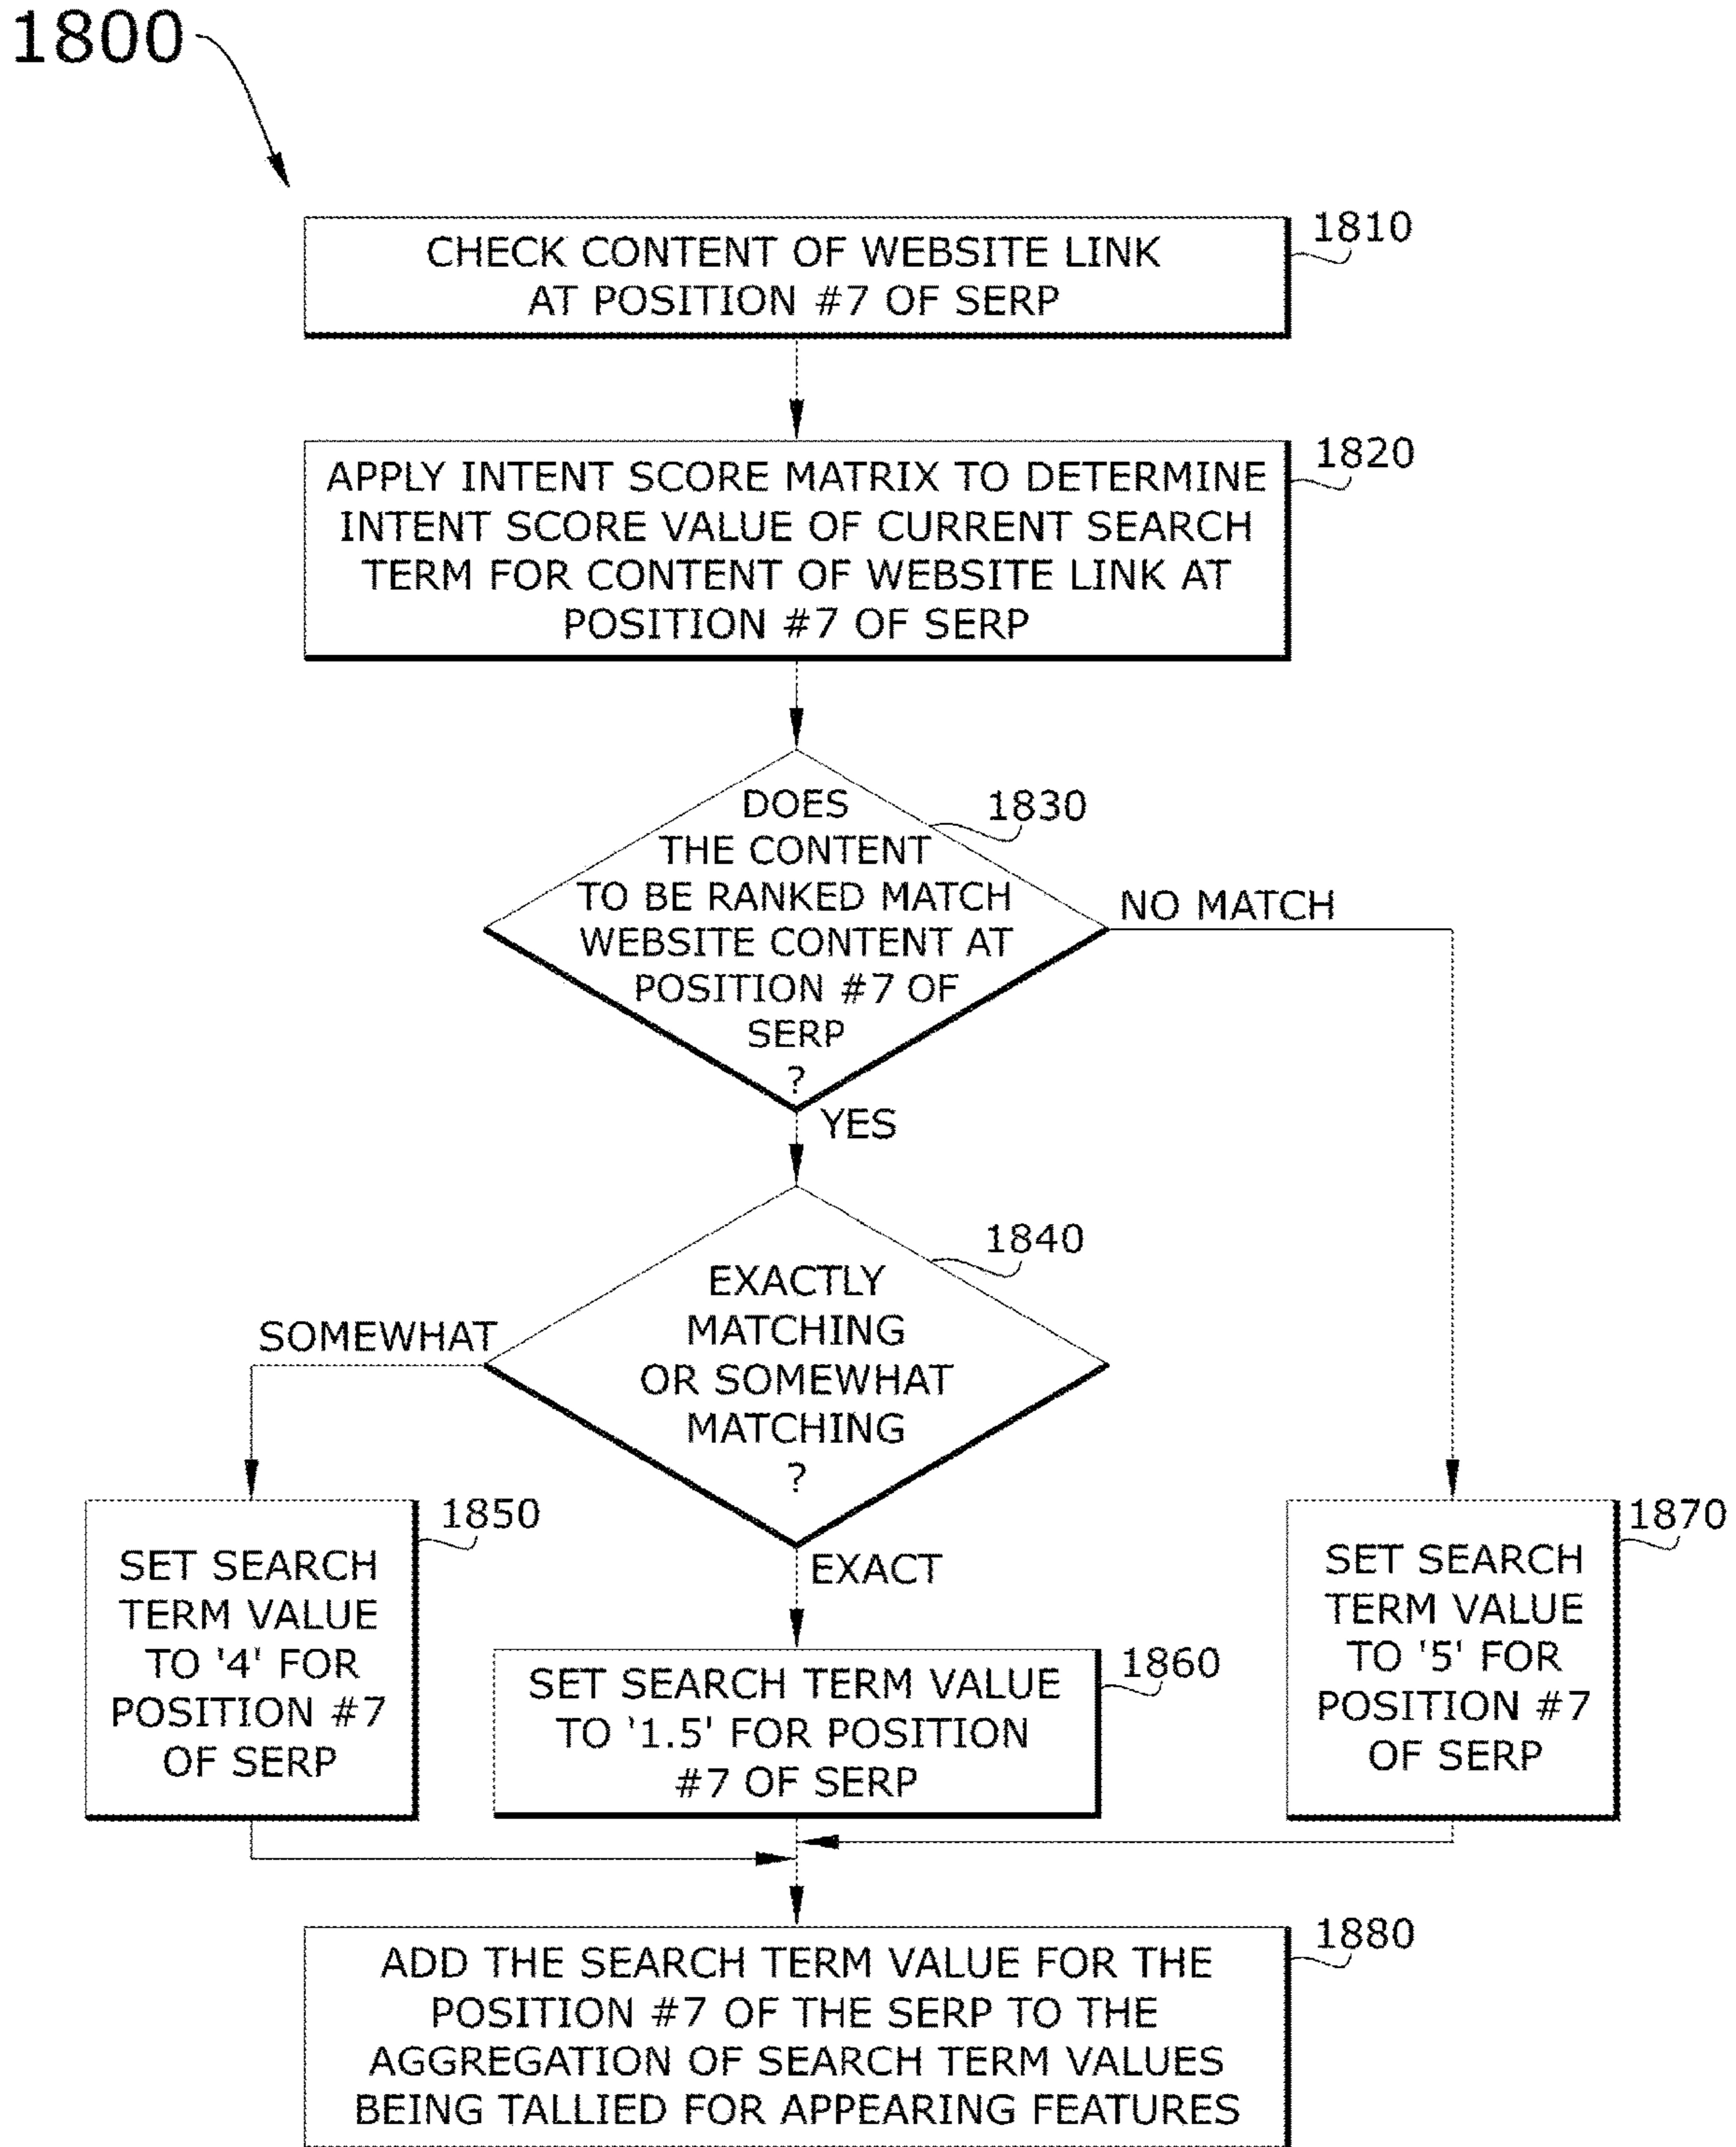 1800
CHECK CONTENT OF WEBSITE LINK
AT POSITION #7 OF SERP
1810
APPLY INTENT SCORE MATRIX TO DETERMINE
INTENT SCORE VALUE OF CURRENT SEARCH
TERM FOR CONTENT OF WEBSITE LINK AT
POSITION #7 OF SERP
1820
DOES
THE CONTENT
TO BE RANKED MATCH
WEBSITE CONTENT AT
POSITION #7 OF
SERP
?
1830
NO MATCH
YES
EXACTLY
MATCHING
OR SOMEWHAT
MATCHING
?
1840
SOMEWHAT
EXACT
SET SEARCH
TERM VALUE
TO '4' FOR
POSITION #7
OF SERP
1850
SET SEARCH TERM VALUE
TO '1.5' FOR POSITION
#7 OF SERP
1860
SET SEARCH
TERM VALUE
TO '5' FOR
POSITION #7
OF SERP
1870
ADD THE SEARCH TERM VALUE FOR THE
POSITION #7 OF THE SERP TO THE
AGGREGATION OF SEARCH TERM VALUES
BEING TALLIED FOR APPEARING FEATURES
1880